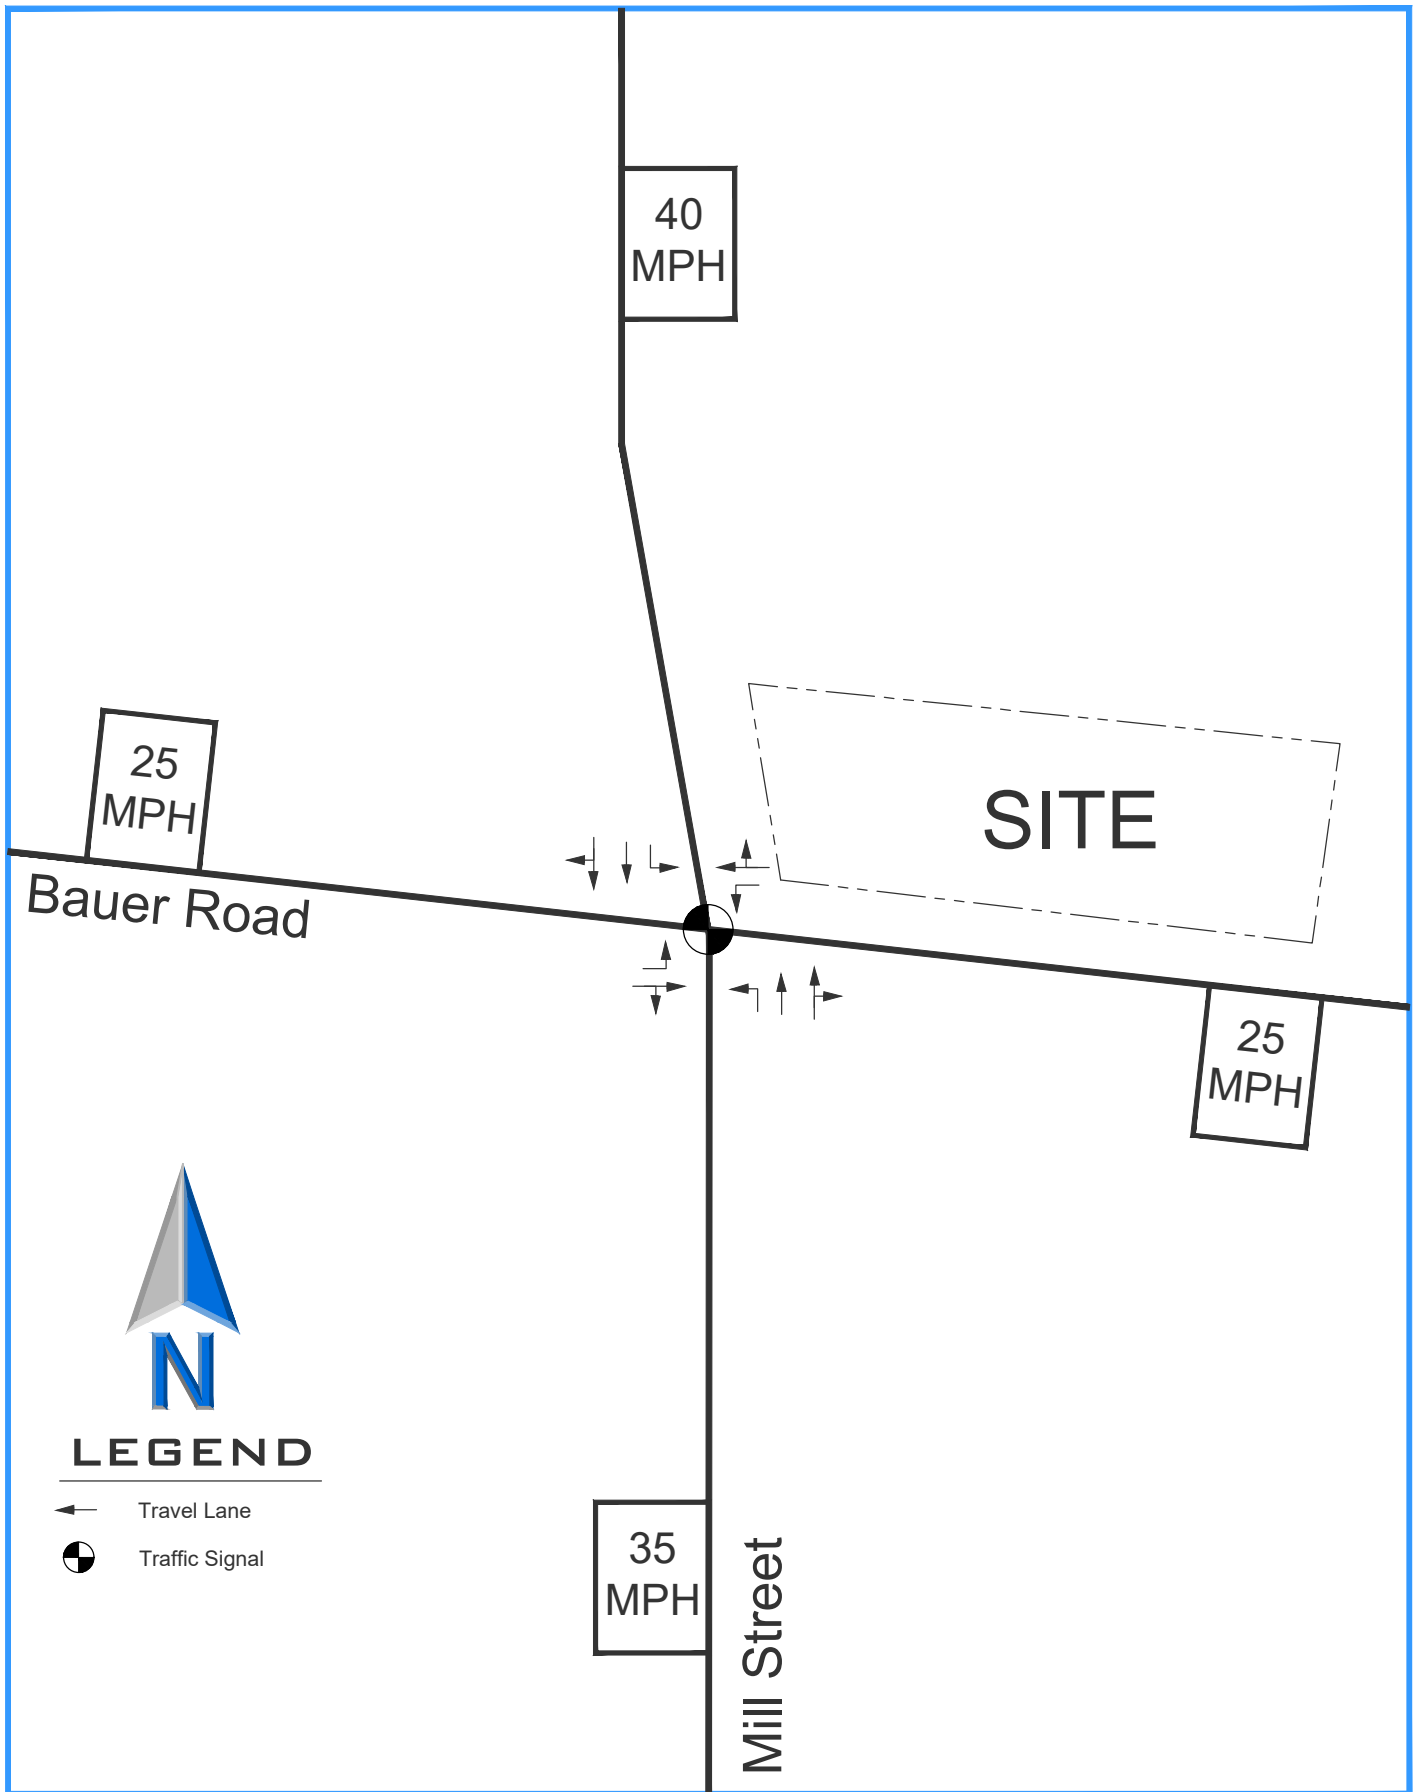 40
MPH
25
MPH
SITE
Bauer Road
25
MPH
N
LEGEND
Travel Lane
Traffic Signal
35
MPH
Mill Street